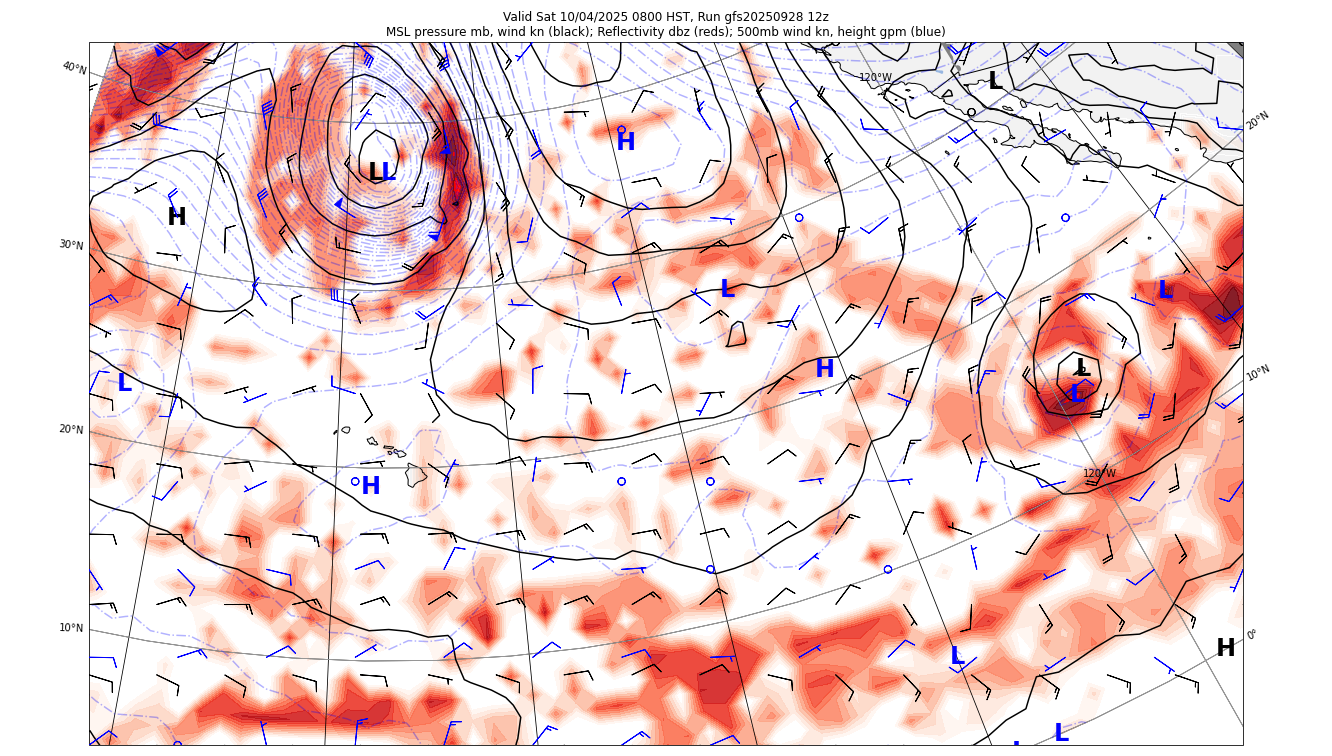 Valid Sat 10/04/2025 0800 HST, Run gfs20250928 12z
MSL pressure mb, wind kn (black); Reflectivity dbz (reds); 500mb wind kn, height gpm (blue)
40°N
120°W
L
20°N
H
L L
H
30°N
L
L
H
L
L
L
10°N
20°N
H
120°W
10°N
0°
L
H
L